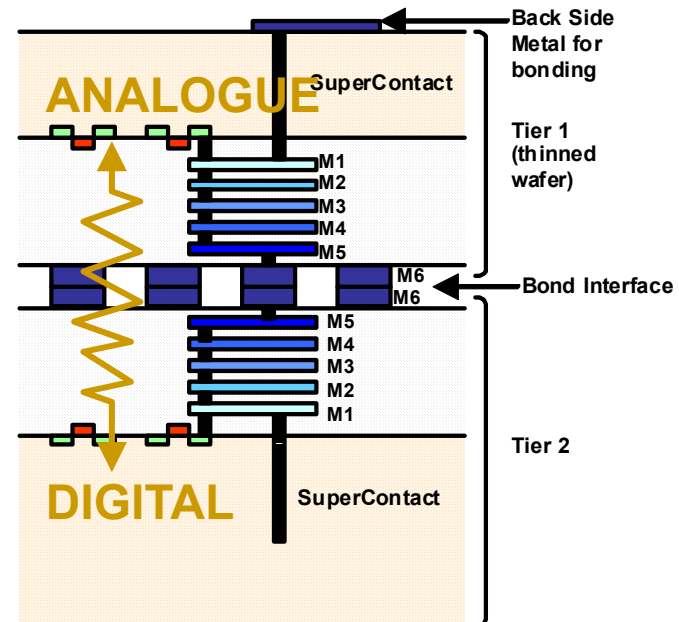 Back Side
Metal for
bonding
SuperContact
ANALOGUE
Tier 1
(thinned
wafer)
M1
M2
M3
M4
M5
M6
M6
Bond Interface
M5
M4
M3
M2
M1
Tier 2
DIGITAL
SuperContact